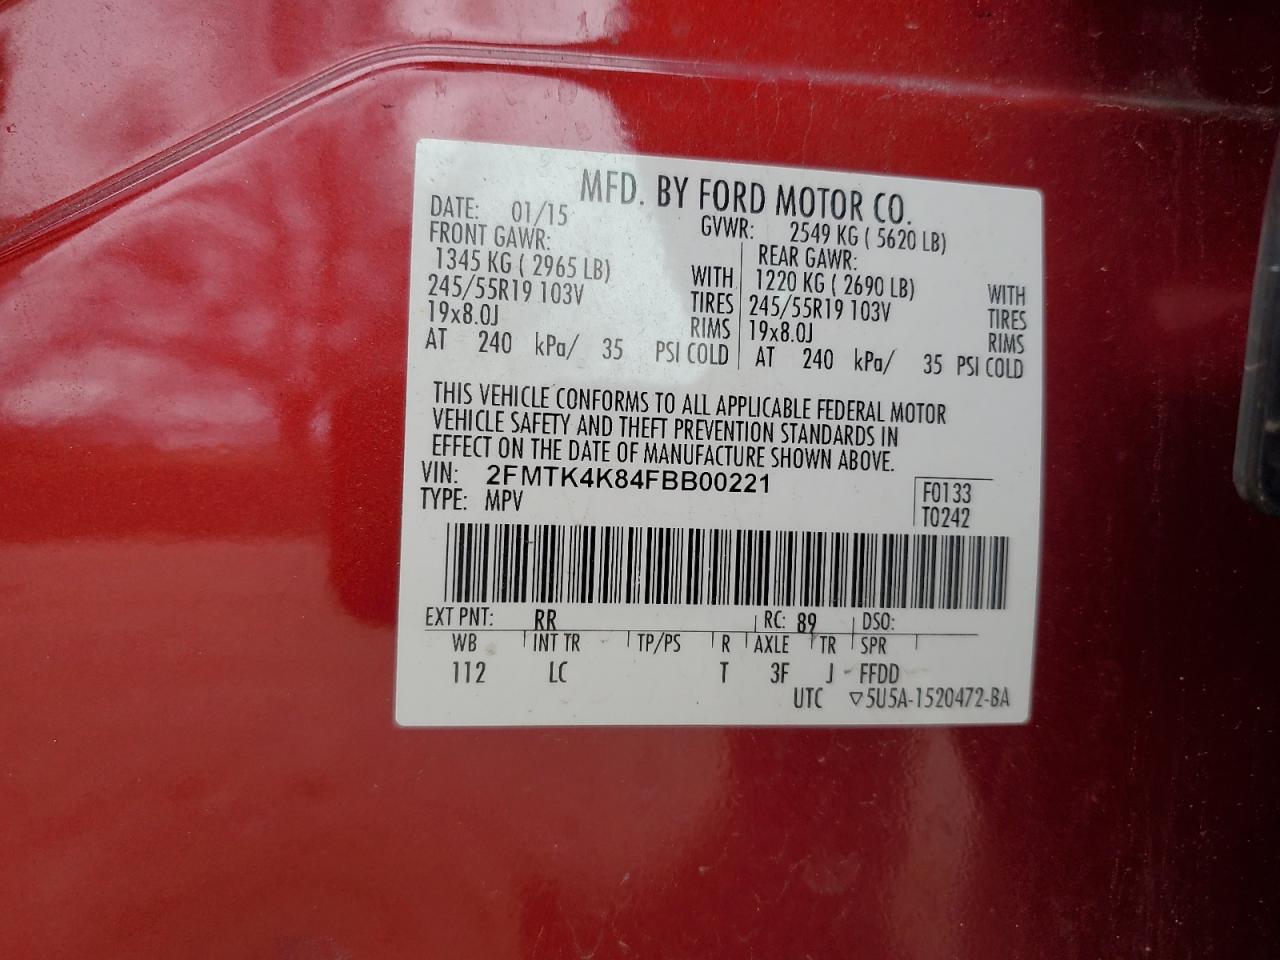 MFD. BY FORD MOTOR CO.
DATE: 01/15 GVWR: 2549 KG ( 5620 LB)
FRONT GAWR: REAR GAWR:
1345 KG ( 2965 LB) WITH 1220 KG ( 2690 LB) WITH
245/55R19 103V TIRES 245/55R19 103V TIRES
19x8.0J RIMS 19x8.0J RIMS
AT 240 kPa/ 35 PSI COLD AT 240 kPa/ 35 PSI COLD
THIS VEHICLE CONFORMS TO ALL APPLICABLE FEDERAL MOTOR
VEHICLE SAFETY AND THEFT PREVENTION STANDARDS IN
EFFECT ON THE DATE OF MANUFACTURE SHOWN ABOVE.
VIN: 2FMTK4K84FBB00221 F0133
TYPE: MPV T0242
EXT PNT: RR RC: 89 DSO:
WB INT TR TP/PS R AXLE TR SPR
112 LC T 3F J FFDD
UTC ▽5U5A-1520472-BA